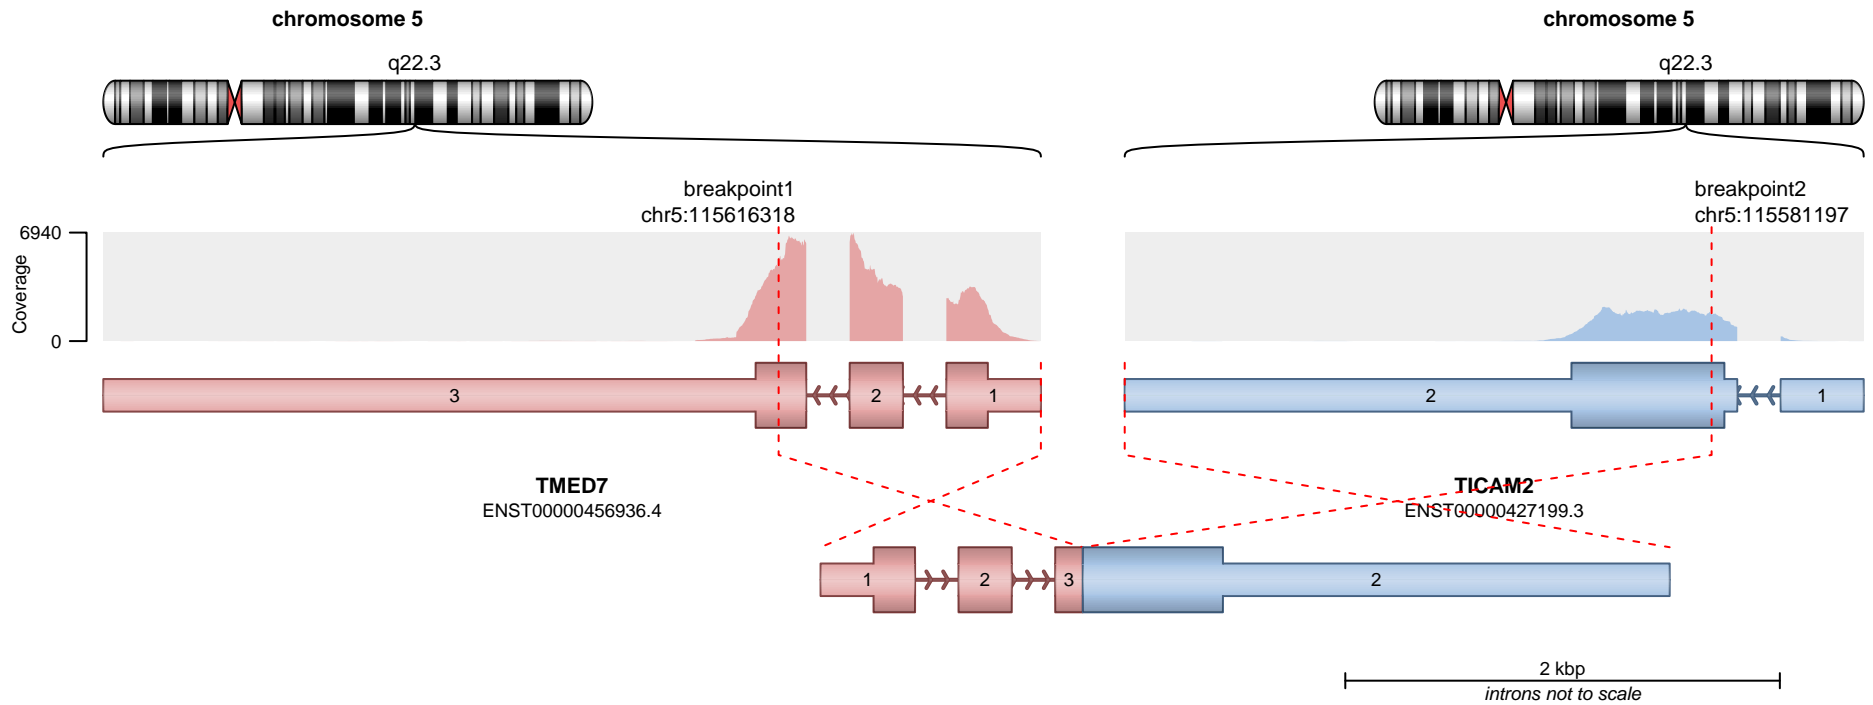 chromosome 5
chromosome 5
q22.3
q22.3
breakpoint1
chr5:115616318
breakpoint2
chr5:115581197
6940
Coverage
0
3
2
1
2
1
TMED7
ENST00000456936.4
TICAM2
ENST00000427199.3
1
2
3
2
2 kbp
introns not to scale